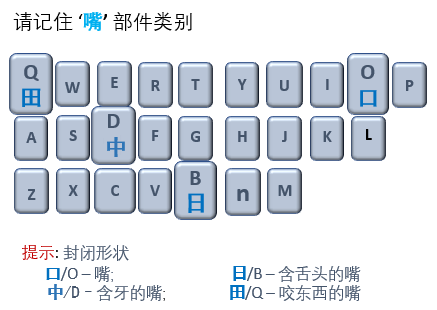 请记住 ‘嘴’ 部件类别
Q W E R T Y U I O P
田 口
A S D F G H J K L
中
Z X C V B n M
日
提示: 封闭形状
口/O – 嘴; 日/B – 含舌头的嘴
中/D – 含牙的嘴; 田/Q – 咬东西的嘴